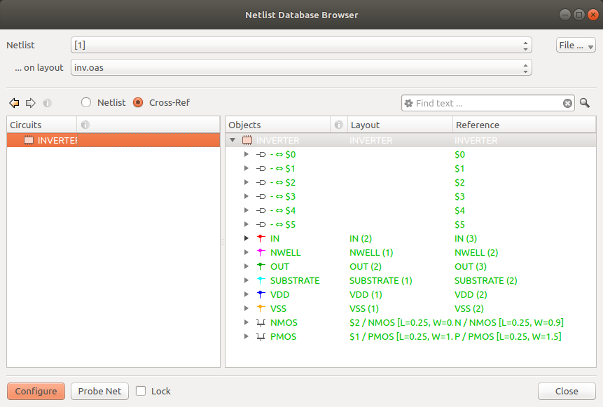 Netlist Database Browser
Netlist [1] File ...
... on layout inv.oas
Netlist Cross-Ref Find text ...
Circuits Objects Layout Reference
INVERTER INVERTER INVERTER INVERTER
- ⇔ $0 $0
- ⇔ $1 $1
- ⇔ $2 $2
- ⇔ $3 $3
- ⇔ $4 $4
- ⇔ $5 $5
IN IN (2) IN (3)
NWELL NWELL (1) NWELL (2)
OUT OUT (2) OUT (3)
SUBSTRATE SUBSTRATE (1) SUBSTRATE (2)
VDD VDD (1) VDD (2)
VSS VSS (1) VSS (2)
NMOS $2 / NMOS [L=0.25, W=0. N / NMOS [L=0.25, W=0.9]
PMOS $1 / PMOS [L=0.25, W=1. P / PMOS [L=0.25, W=1.5]
Configure Probe Net Lock Close